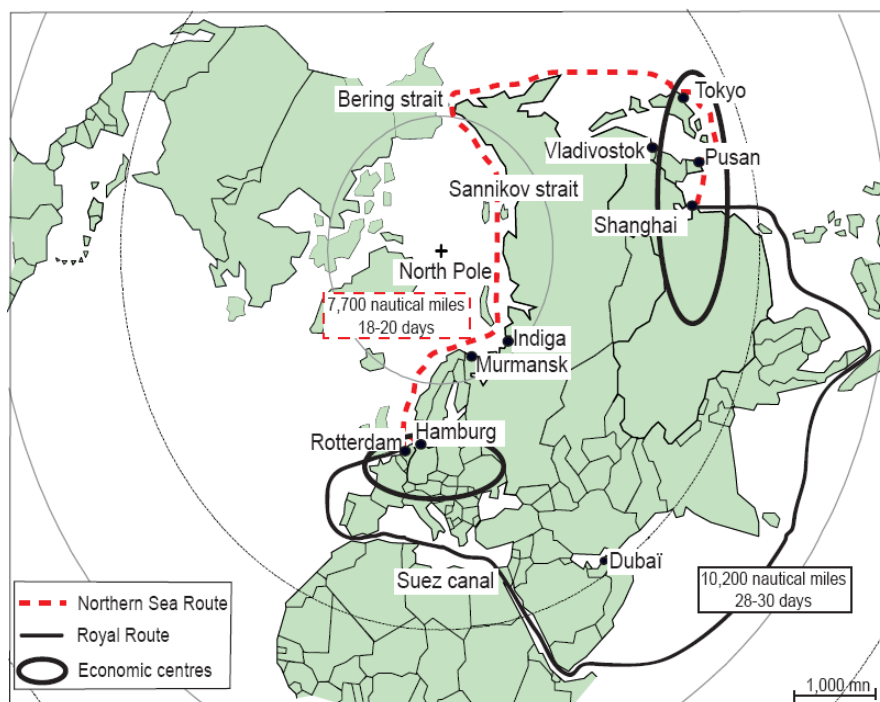 Bering strait
Tokyo
Vladivostok
Pusan
Sannikov strait
Shanghai
North Pole
7,700 nautical miles
18-20 days
Indiga
Murmansk
Hamburg
Rotterdam
Dubaï
Suez canal
10,200 nautical miles
28-30 days
Northern Sea Route
Royal Route
Economic centres
1,000 mn